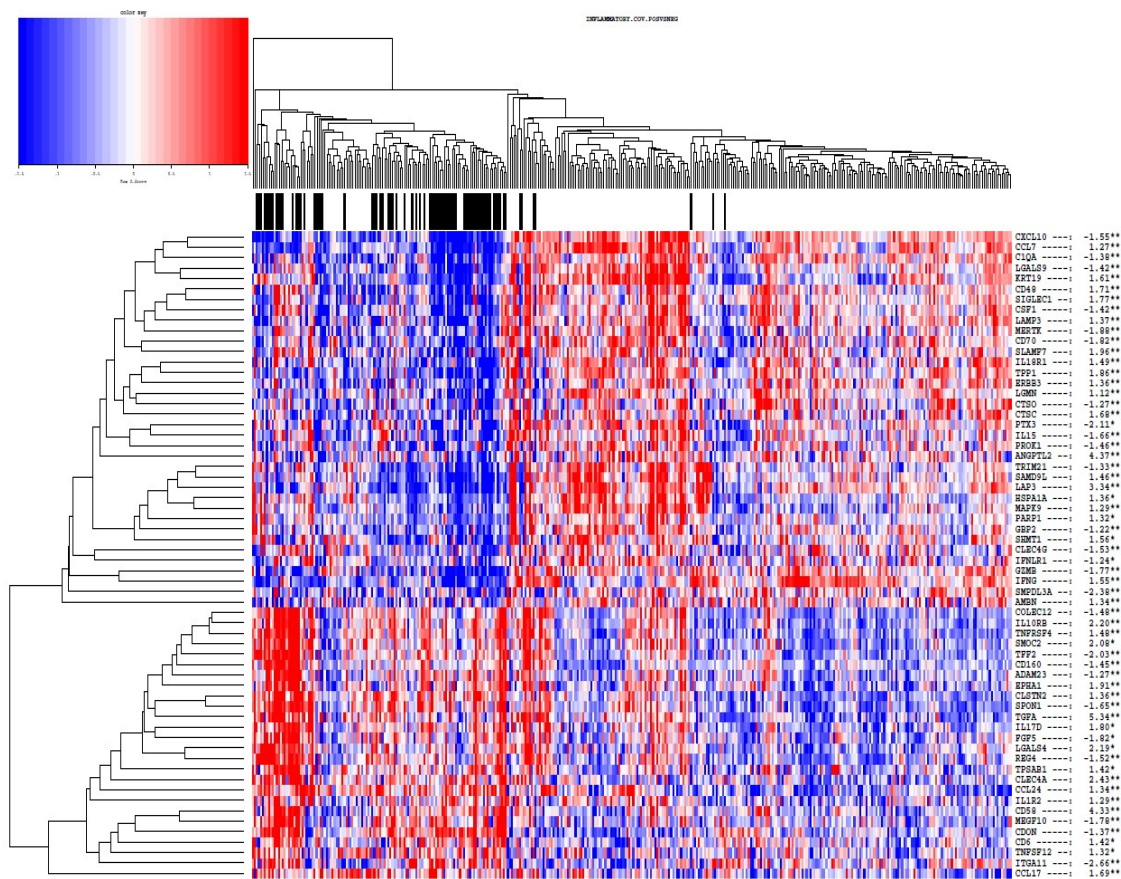 color map
INFLAMMATORY.COV.POSVSNEG
CXCL10 ---: -1.55**
CCL7 -----: 1.27**
C1QA -----: -1.38**
LGALS9 ---: -1.42**
KRT19 ----: 1.61**
CD48 -----: 1.71**
SIGLEC1 --: 1.77**
CSF1 -----: -1.42**
LAMP3 ----: 1.37**
MERTK ----: -1.88**
CD70 -----: -1.82**
SLAMF7 ---: 1.96**
IL18R1 ---: 1.49**
TPP1 -----: 1.86**
ERBB3 ----: 1.36**
LGMN -----: 1.12**
CTSO -----: -1.27**
CTSC -----: 1.68**
PTX3 -----: -2.11*
IL15 -----: -1.66**
PROK1 ----: -1.46**
ANGPTL2 --: 4.37**
TRIM21 ---: -1.33**
SAMD9L ---: 1.46**
LAP3 -----: 3.34**
HSPA1A ---: 1.36*
MAPK9 ----: 1.29**
PARP1 ----: 1.32*
GBP2 -----: -1.22**
SHMT1 ----: 1.56*
CLEC4G ---: -1.53**
IFNLR1 ---: -1.24*
GZMB -----: -1.77**
IFNG -----: 1.55**
SMPDL3A --: -2.38**
AMBN -----: 1.34**
COLEC12 --: -1.48**
IL10RB ---: 2.20**
TNFRSF4 --: 1.48**
SMOC2 ----: 2.08*
TFF2 -----: -2.03**
CD160 ----: -1.45**
ADAM23 ---: -1.27**
EPHA1 ----: 1.91**
CLSTN2 ---: 1.36**
SPON1 ----: -1.65**
TGFA -----: 5.34**
IL17D ----: 1.80*
FGF5 -----: -1.82*
LGALS4 ---: 2.19*
REG4 -----: -1.52**
TPSAB1 ---: 1.42*
CLEC4A ---: 2.43**
CCL24 ----: 1.34**
IL1R2 ----: 1.29**
CD58 -----: 4.33**
MEGF10 ---: -1.78**
CDON -----: -1.37**
CD6 ------: 1.42*
TNFSF12 --: 1.32*
ITGA11 ---: -2.66**
CCL17 ----: 1.69**